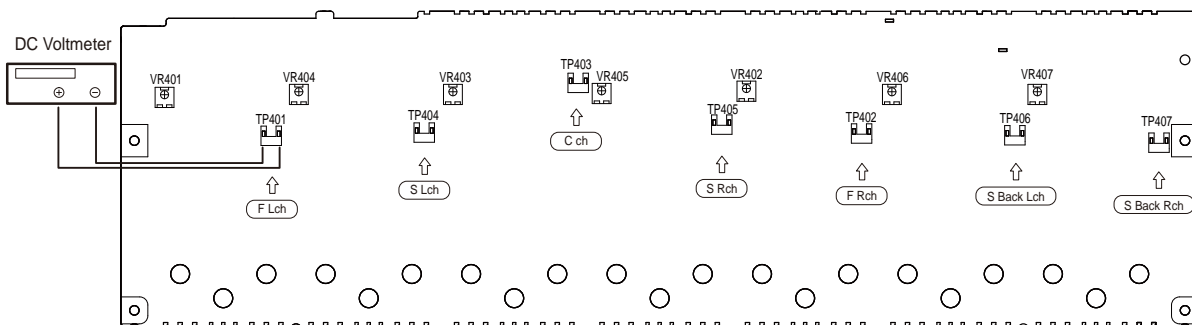 DC Voltmeter
VR401
VR404
VR403
TP403
VR405
VR402
VR406
VR407
TP401
TP404
TP405
TP402
TP406
TP407
C ch
F Lch
S Lch
S Rch
F Rch
S Back Lch
S Back Rch